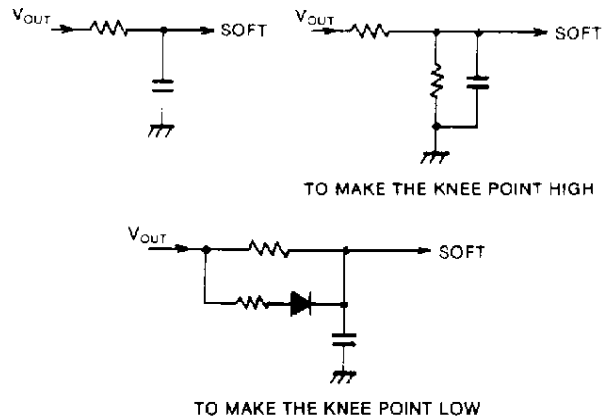 VOUT
SOFT
VOUT
SOFT
TO MAKE THE KNEE POINT HIGH
VOUT
SOFT
TO MAKE THE KNEE POINT LOW